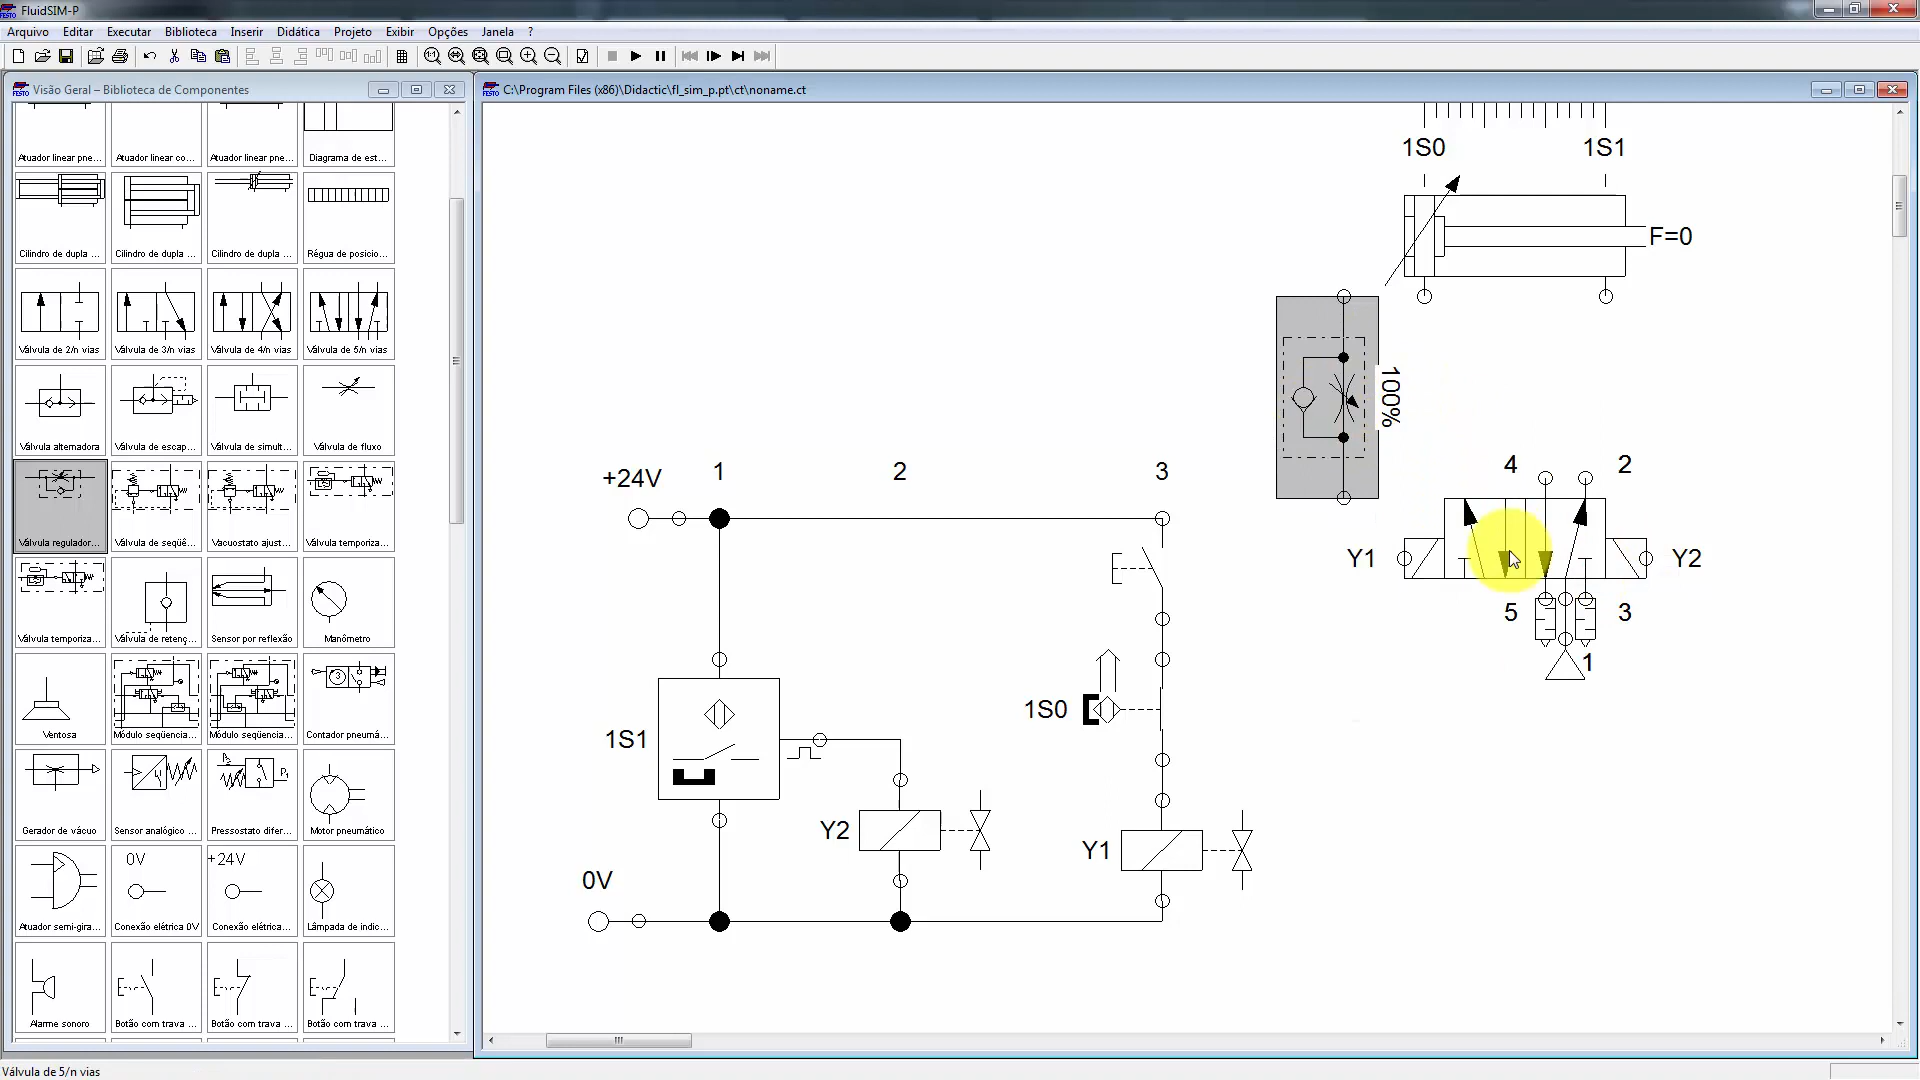 FluidSIM-P
Arquivo Editar Executar Biblioteca Inserir Didática Projeto Exibir Opções Janela ?
Visão Geral – Biblioteca de Componentes
Atuador linear pne... Atuador linear co... Atuador linear pne... Diagrama de est...
Cilindro de dupla ... Cilindro de dupla ... Cilindro de dupla ... Régua de posicio...
Válvula de 2/n vias Válvula de 3/n vias Válvula de 4/n vias Válvula de 5/n vias
Válvula alternadora Válvula de escap... Válvula de simult... Válvula de fluxo
Válvula regulador... Válvula de seqüê... Vacuostato ajust... Válvula temporiza...
Válvula temporiza... Válvula de retenç... Sensor por reflexão Manômetro
Ventosa Módulo seqüencia... Módulo seqüencia... Contador pneumá...
Gerador de vácuo Sensor analógico ... Pressostato difer... Motor pneumático
0V +24V
Atuador semi-gira... Conexão elétrica 0V Conexão elétrica... Lâmpada de indic...
Alarme sonoro Botão com trava ... Botão com trava ... Botão com trava ...
C:\Program Files (x86)\Didactic\fl_sim_p.pt\ct\noname.ct
1S0 1S1
F=0
100%
4 2
Y1 Y2
5 3
1
+24V 1 2 3
1S0
1S1
Y2
Y1
0V
Válvula de 5/n vias